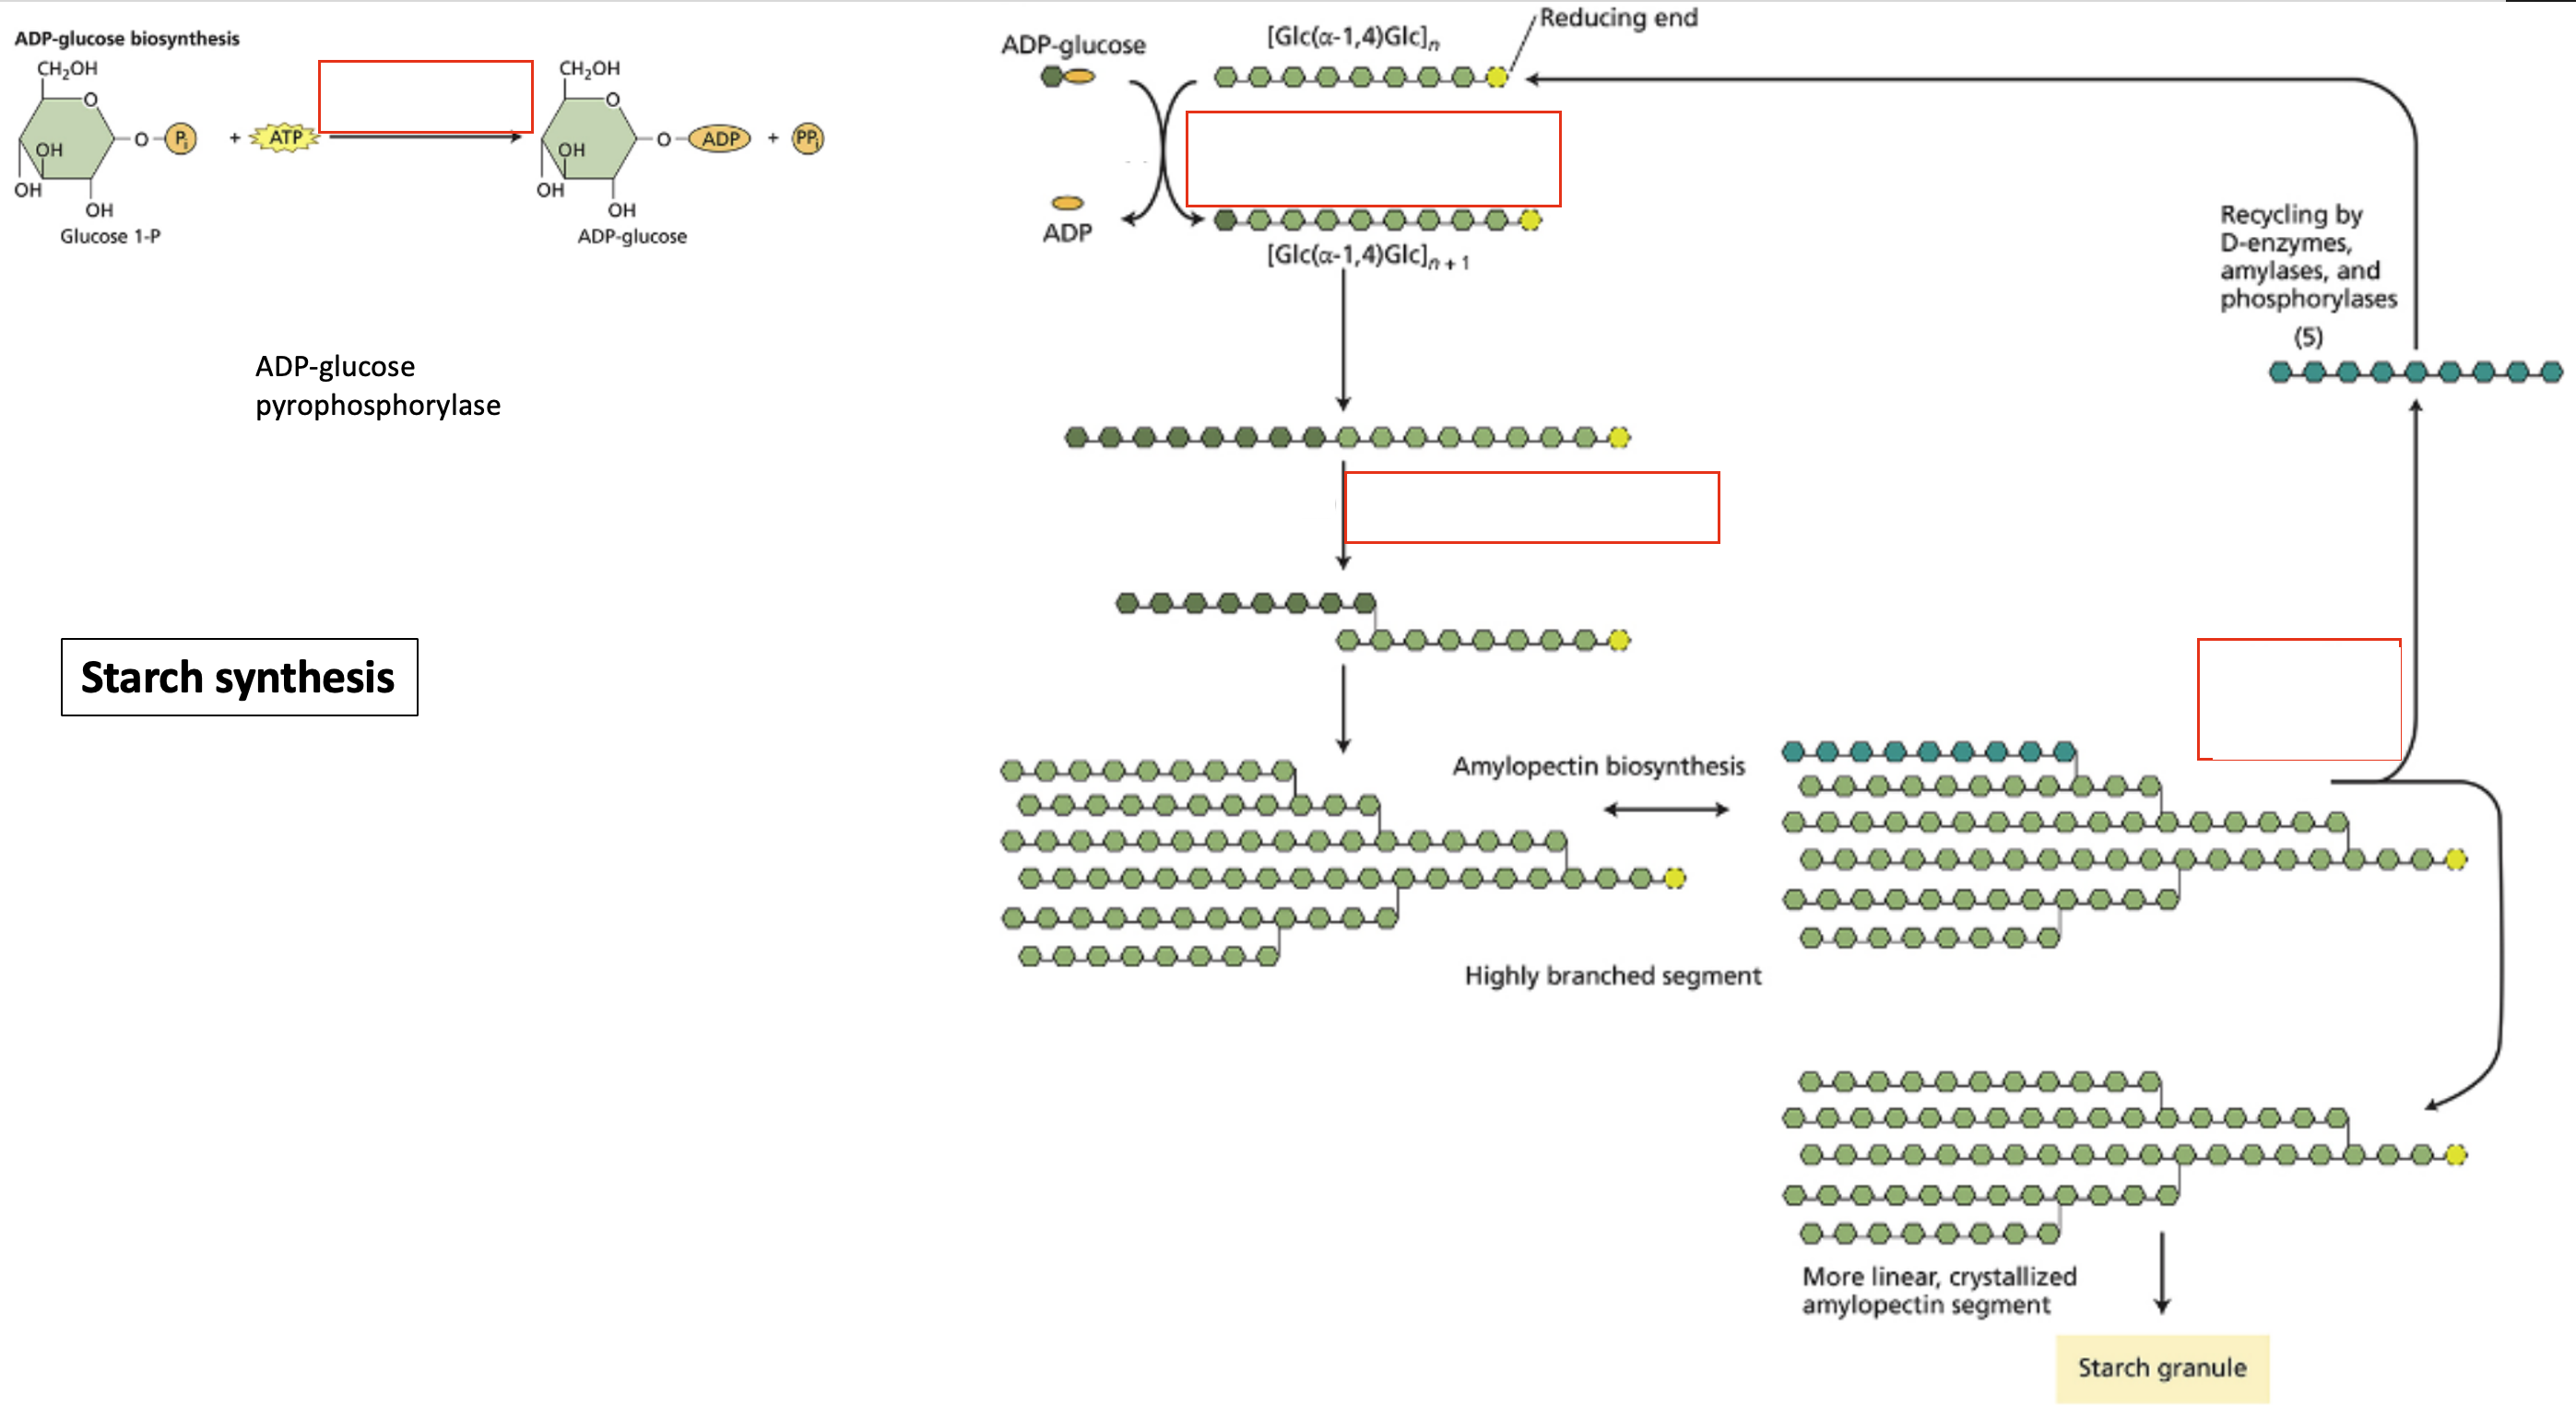 ADP-glucose biosynthesis
CH₂OH
O
OH
OH
OH
O
Pi
+
ATP
CH₂OH
O
OH
OH
OH
O
ADP
+
PPi
Glucose 1-P
ADP-glucose
ADP-glucose
pyrophosphorylase
Starch synthesis
ADP-glucose
[Glc(α-1,4)Glc]n
Reducing end
ADP
[Glc(α-1,4)Glc]n + 1
Recycling by
D-enzymes,
amylases, and
phosphorylases
(5)
Amylopectin biosynthesis
Highly branched segment
More linear, crystallized
amylopectin segment
Starch granule